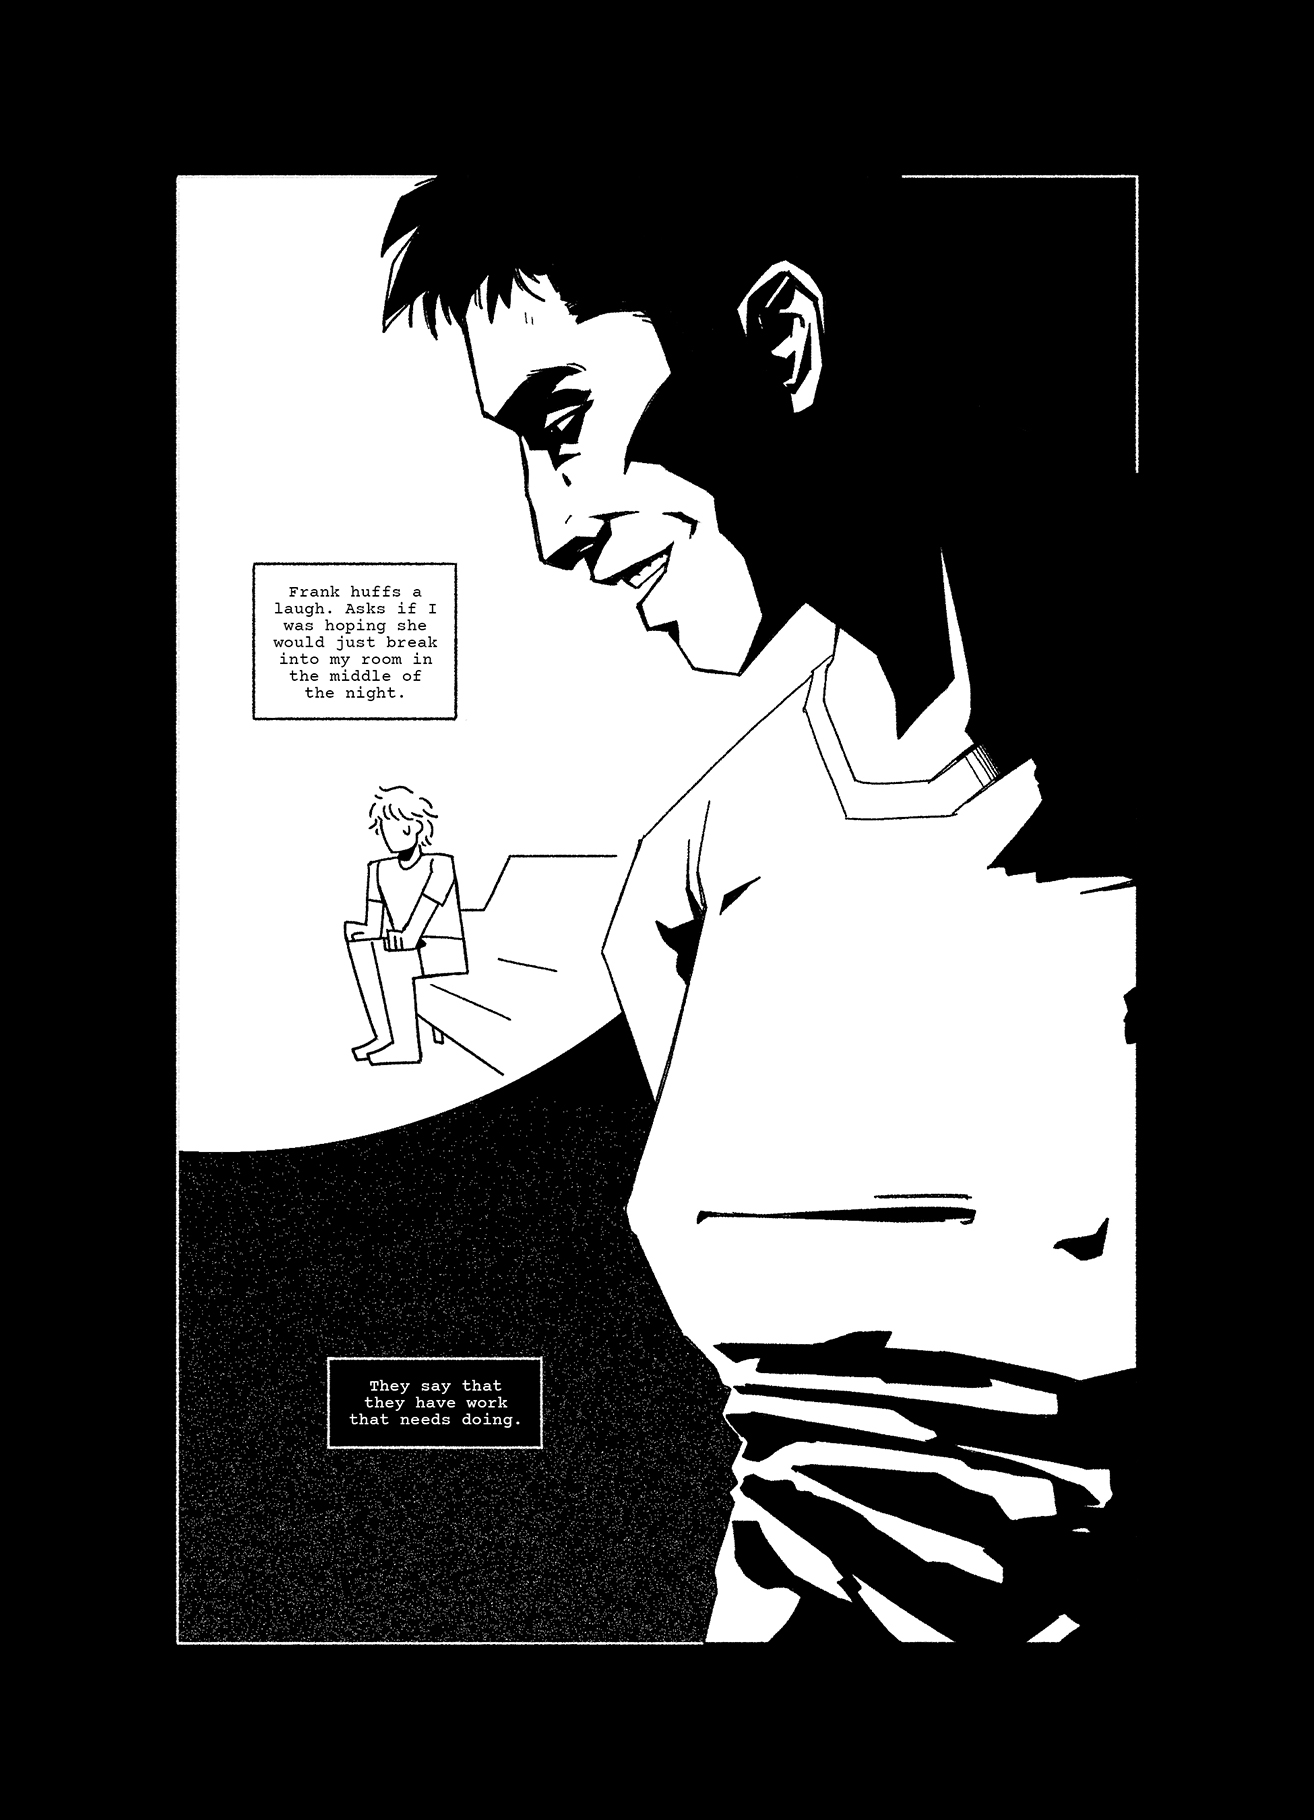 Frank huffs a
laugh. Asks if I
was hoping she
would just break
into my room in
the middle of
the night.
They say that
they have work
that needs doing.